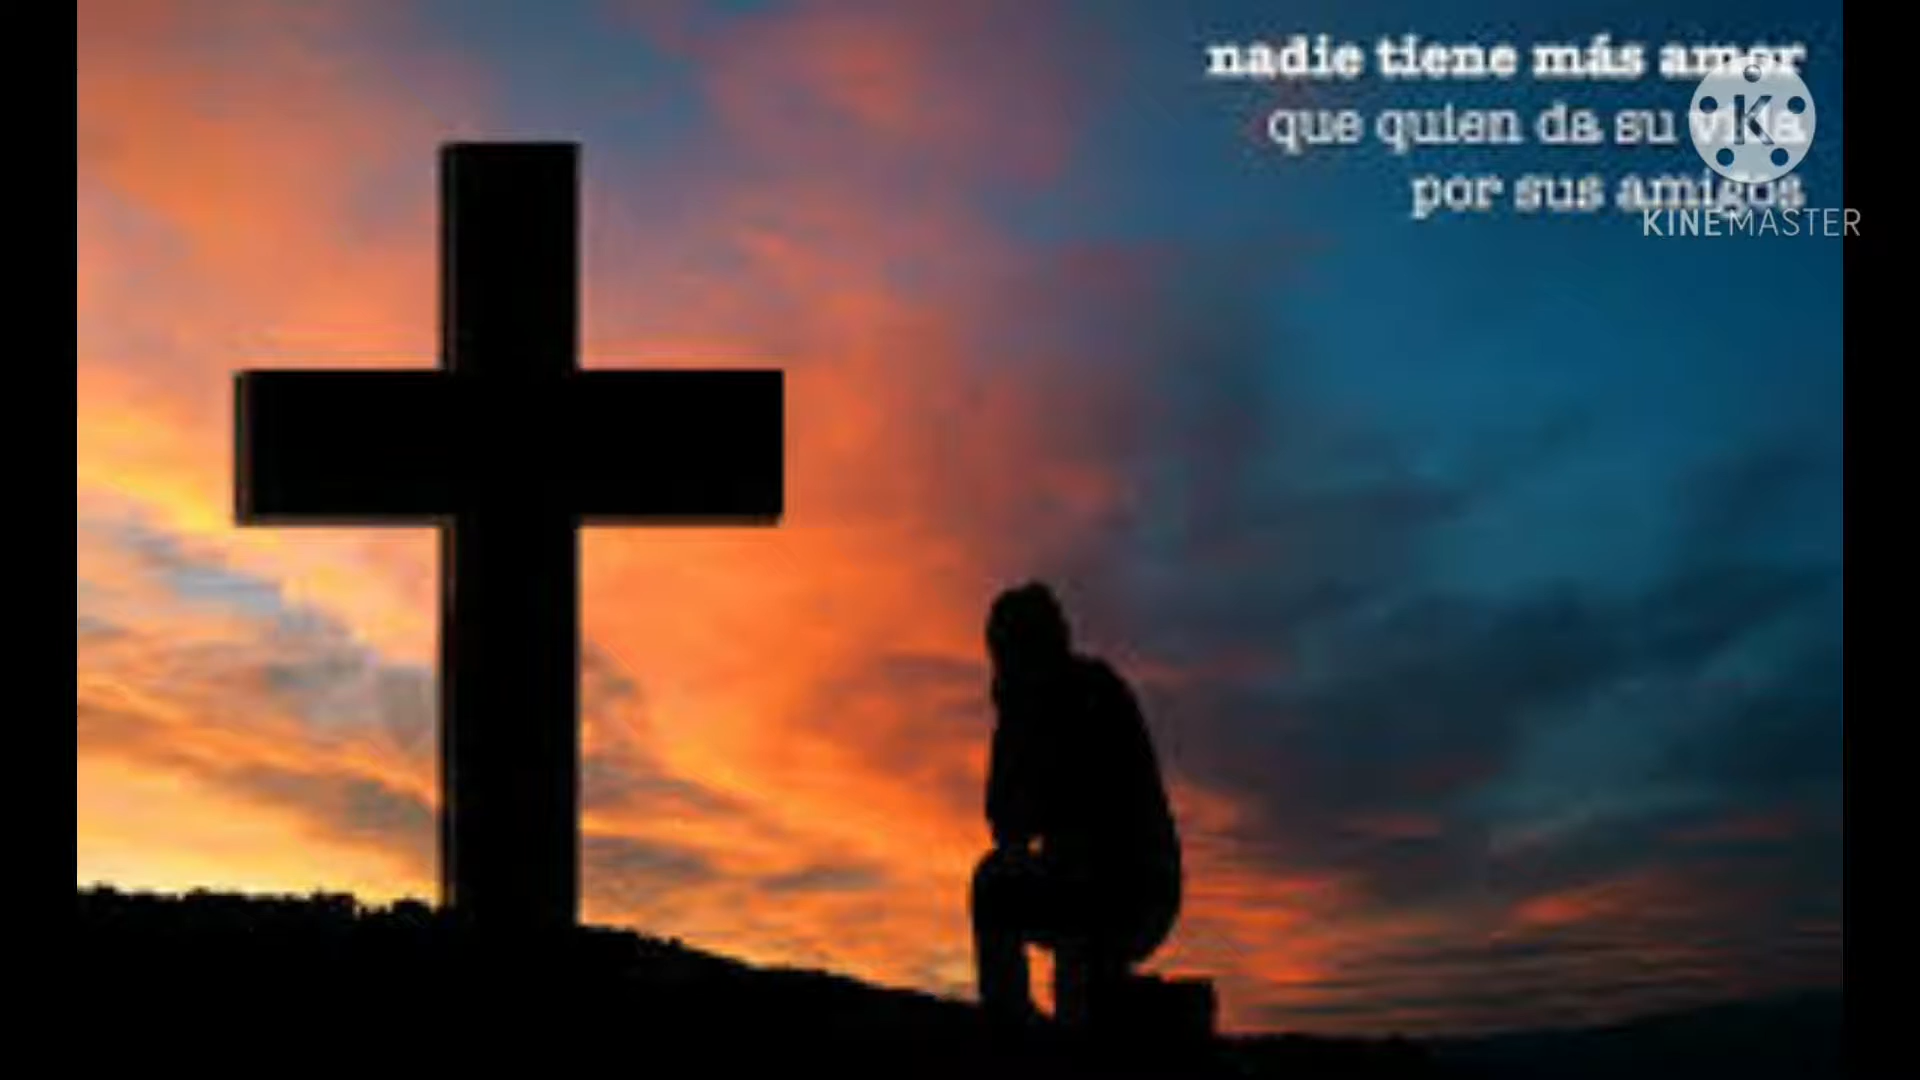 nadie tiene más amor
que quien da su vida
por sus amigos
K
KINEMASTER